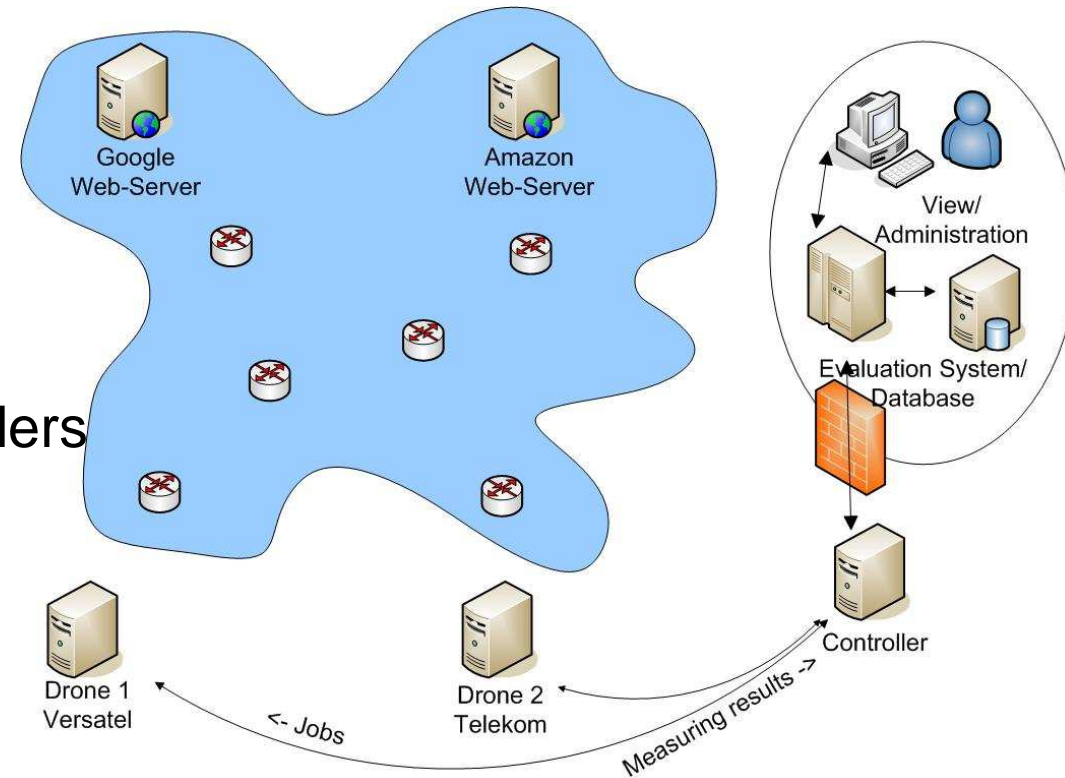 Google
Web-Server
Amazon
Web-Server
View/
Administration
Evaluation System/
Database
lers
Controller
Drone 1
Versatel
Drone 2
Telekom
<- Jobs
Measuring results ->